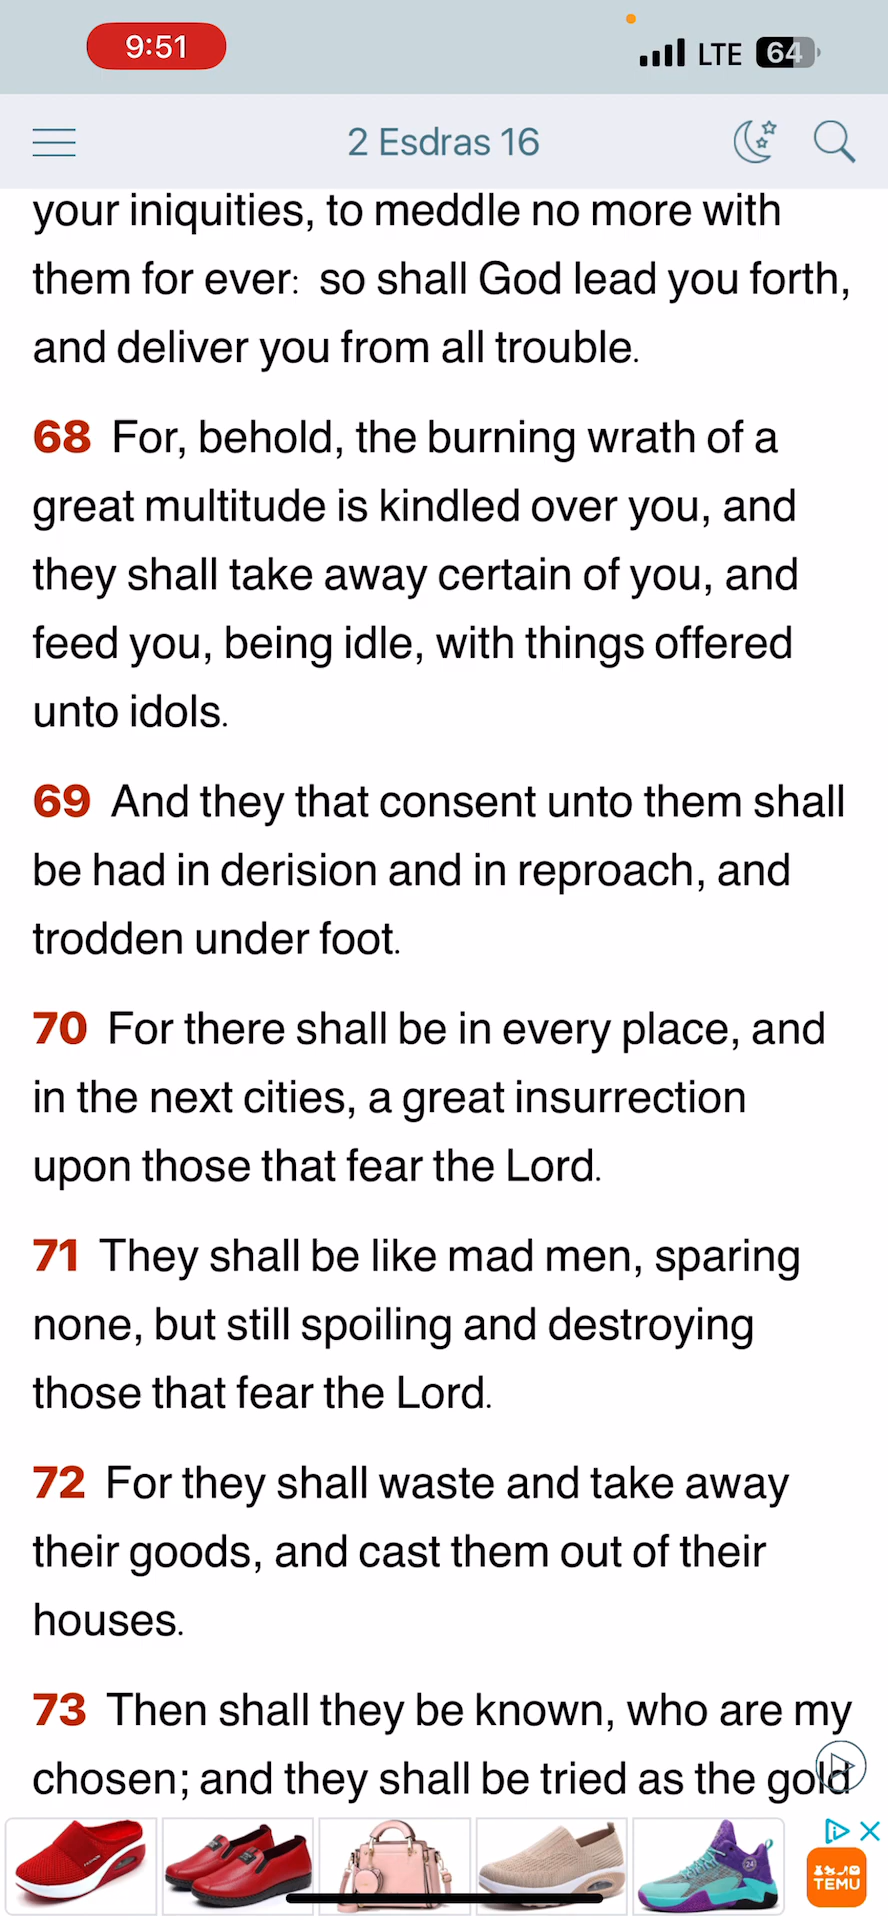 9:51
LTE 64
2 Esdras 16
your iniquities, to meddle no more with
them for ever: so shall God lead you forth,
and deliver you from all trouble.
68 For, behold, the burning wrath of a
great multitude is kindled over you, and
they shall take away certain of you, and
feed you, being idle, with things offered
unto idols.
69 And they that consent unto them shall
be had in derision and in reproach, and
trodden under foot.
70 For there shall be in every place, and
in the next cities, a great insurrection
upon those that fear the Lord.
71 They shall be like mad men, sparing
none, but still spoiling and destroying
those that fear the Lord.
72 For they shall waste and take away
their goods, and cast them out of their
houses.
73 Then shall they be known, who are my
chosen; and they shall be tried as the gold
24
TEMU